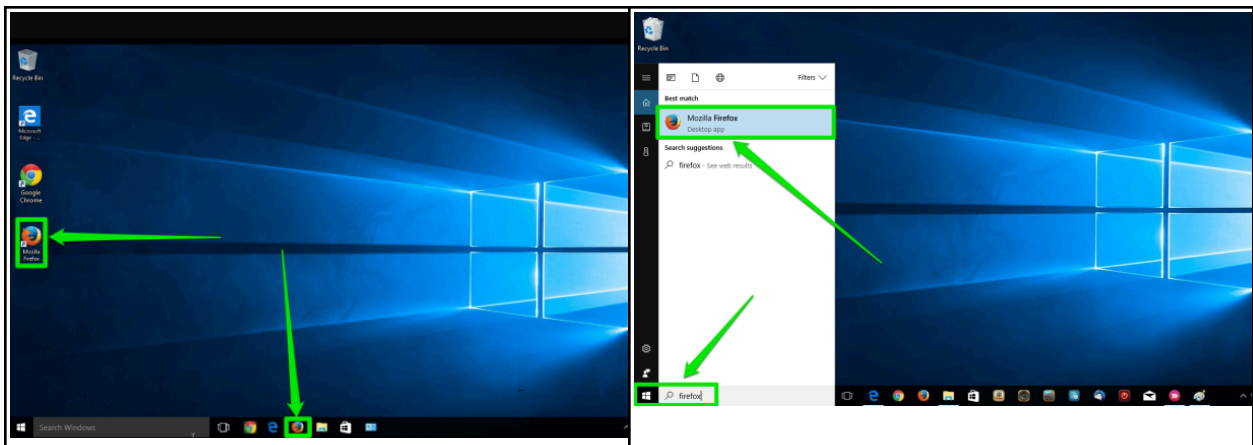 Recycle Bin
Microsoft
Edge - ...
Google
Chrome
Mozilla
Firefox
Search Windows
Recycle Bin
Filters
Best match
Mozilla Firefox
Desktop app
Search suggestions
firefox - See web results
firefox